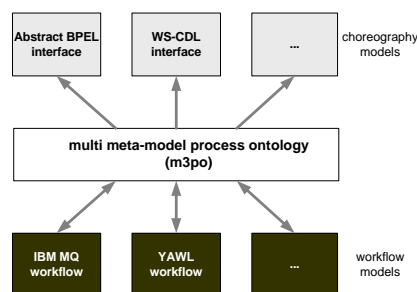 Abstract BPEL
interface
WS-CDL
interface
...
choreography
models
multi meta-model process ontology
(m3po)
IBM MQ
workflow
YAWL
workflow
...
workflow
models